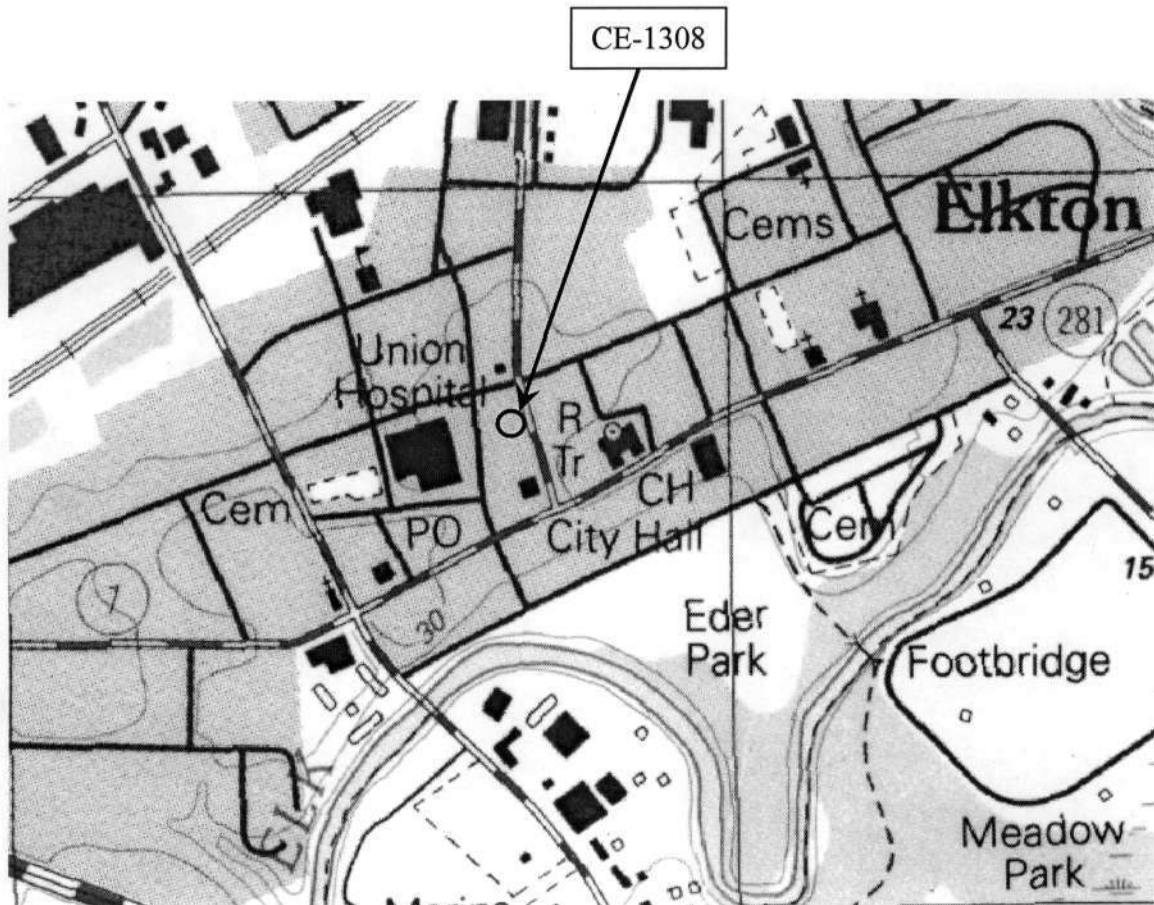 CE-1308
Elkton
Cems
23
281
Union
Hospital
R
Tr
CH
City Hall
Cem
PO
Cem
7
30
15
Eder
Park
Footbridge
Meadow
Park